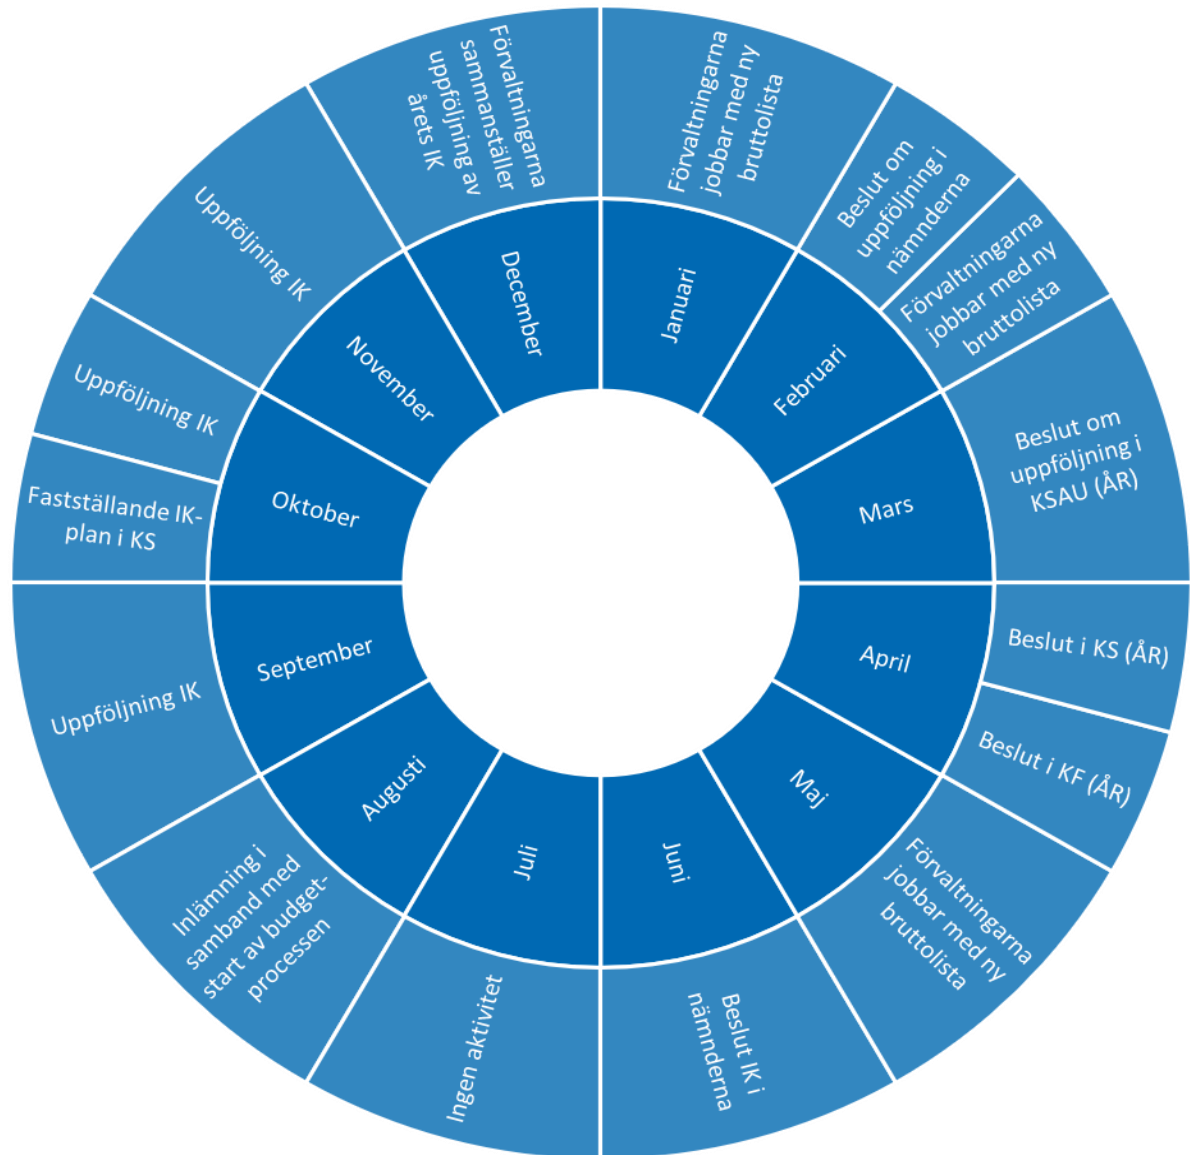 Januari
Förvaltningarna
jobbar med ny
bruttolista
Februari
Beslut om
uppföljning i
nämnderna
Förvaltningarna
jobbar med ny
bruttolista
Mars
Beslut om
uppföljning i
KSAU (ÅR)
April
Beslut i KS (ÅR)
Beslut i KF (ÅR)
Maj
Förvaltningarna
jobbar med ny
bruttolista
Juni
Beslut IK i
nämnderna
Juli
Ingen aktivitet
Augusti
Inlämning i
samband med
start av budget-
processen
September
Uppföljning IK
Oktober
Fastställande IK-
plan i KS
Uppföljning IK
November
Uppföljning IK
December
Förvaltningarna
sammanställer
uppföljning av
årets IK